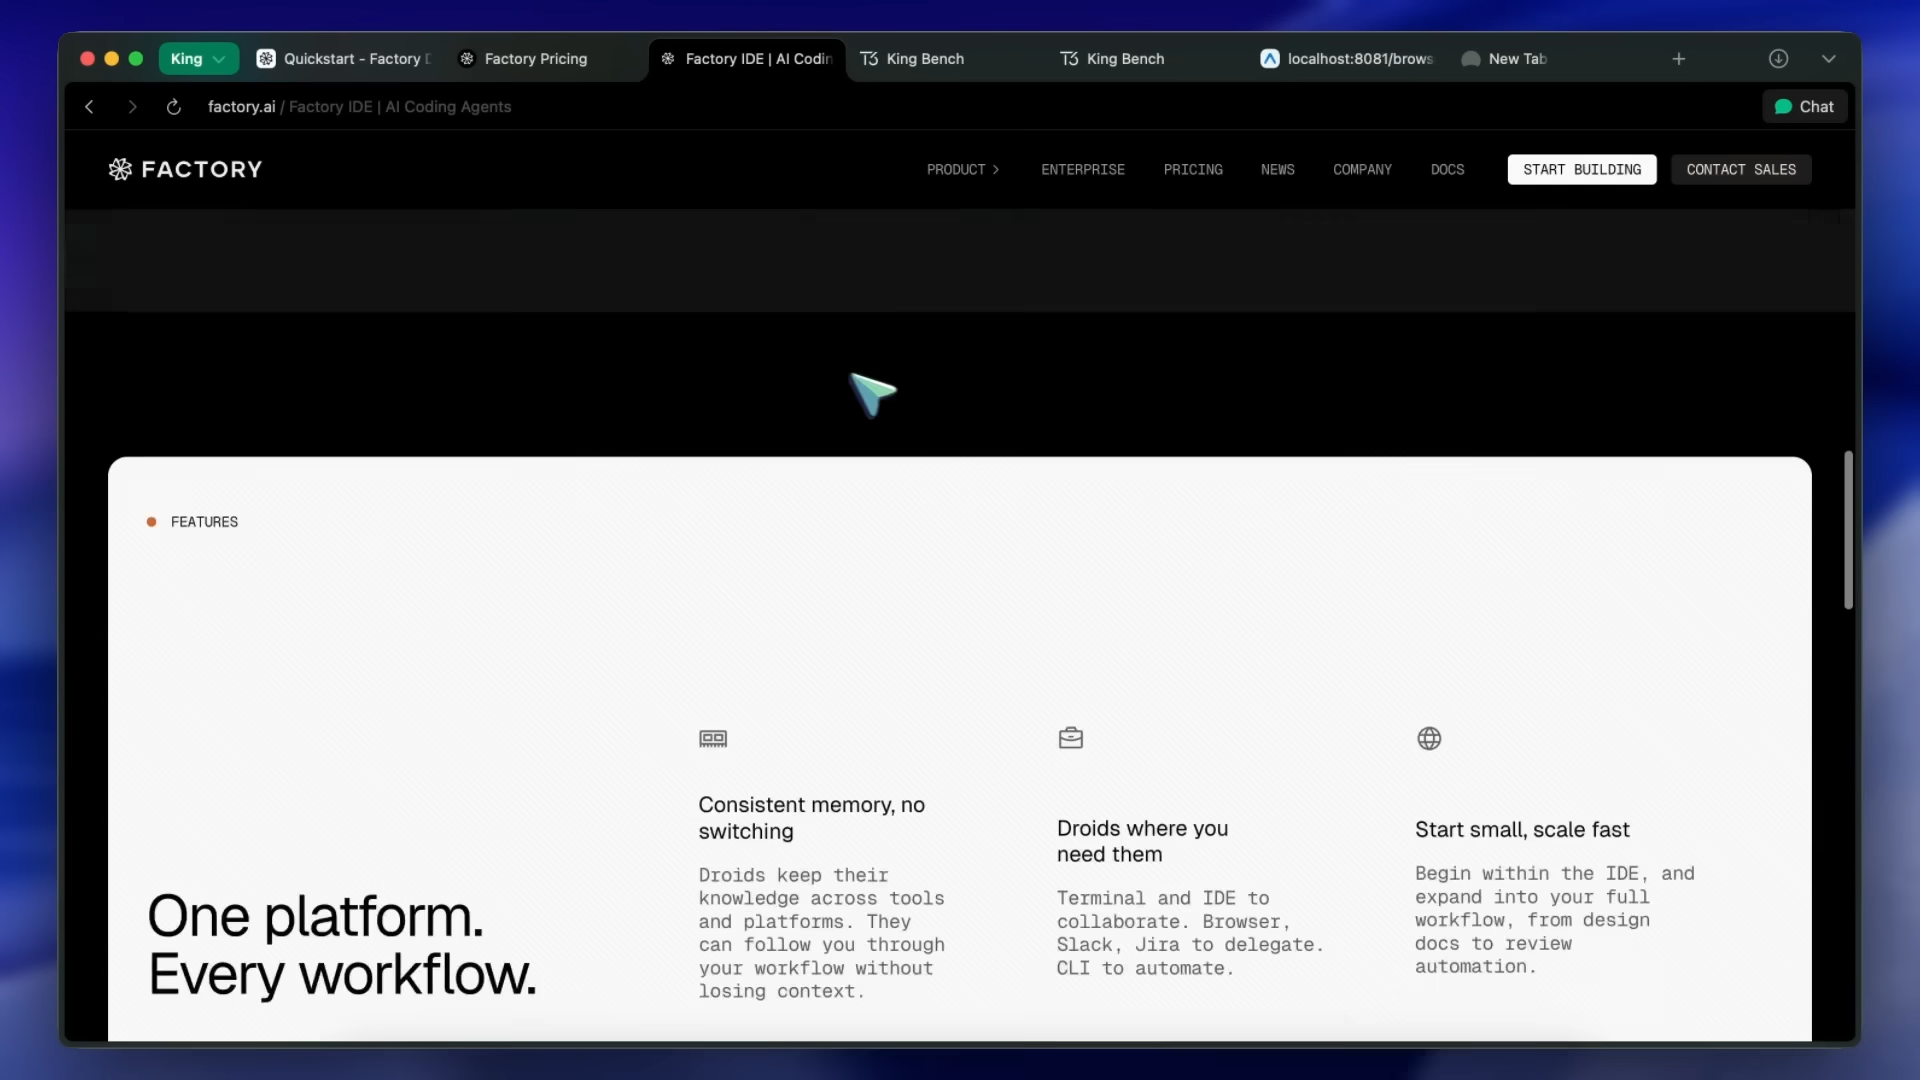 King
Quickstart - Factory D
Factory Pricing
Factory IDE | AI Codin
King Bench
King Bench
localhost:8081/brows
New Tab
factory.ai / Factory IDE | AI Coding Agents
Chat
FACTORY
PRODUCT
ENTERPRISE
PRICING
NEWS
COMPANY
DOCS
START BUILDING
CONTACT SALES
FEATURES
One platform.
Every workflow.
Consistent memory, no
switching
Droids keep their
knowledge across tools
and platforms. They
can follow you through
your workflow without
losing context.
Droids where you
need them
Terminal and IDE to
collaborate. Browser,
Slack, Jira to delegate.
CLI to automate.
Start small, scale fast
Begin within the IDE, and
expand into your full
workflow, from design
docs to review
automation.